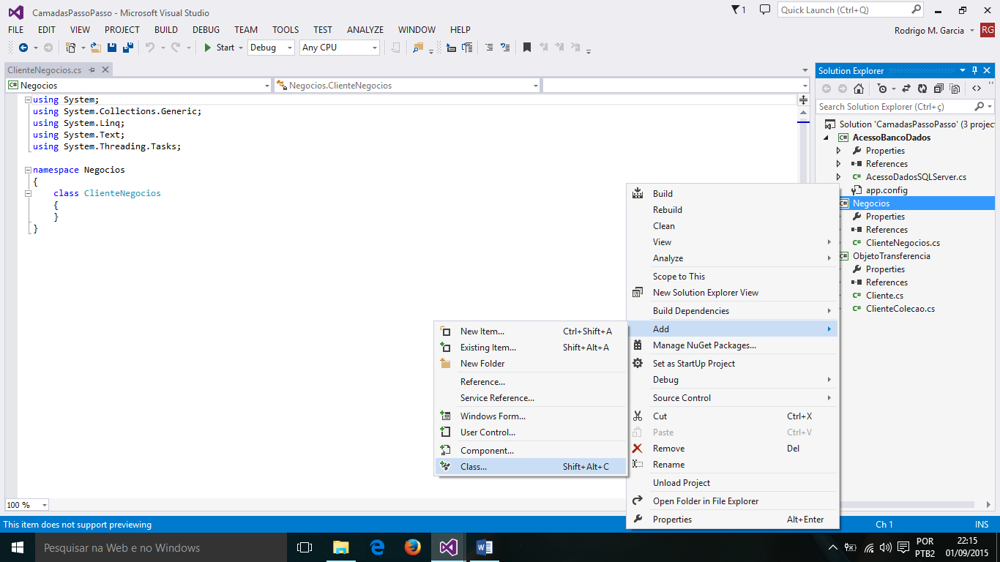 CamadasPassoPasso - Microsoft Visual Studio
1
Quick Launch (Ctrl+Q)
FILE EDIT VIEW PROJECT BUILD DEBUG TEAM TOOLS TEST ANALYZE WINDOW HELP
Rodrigo M. Garcia
RG
Start
Debug
Any CPU
ClienteNegocios.cs
C# Negocios
Negocios.ClienteNegocios
using System;
using System.Collections.Generic;
using System.Linq;
using System.Text;
using System.Threading.Tasks;
namespace Negocios
{
class ClienteNegocios
{
}
}
Solution Explorer
Search Solution Explorer (Ctrl+ç)
Solution 'CamadasPassoPasso' (3 projec
C# AcessoBancoDados
Properties
References
C# AcessoDadosSQLServer.cs
app.config
C# Negocios
Properties
References
C# ClienteNegocios.cs
C# ObjetoTransferencia
Properties
References
C# Cliente.cs
C# ClienteColecao.cs
Build
Rebuild
Clean
View
Analyze
Scope to This
New Solution Explorer View
Build Dependencies
Add
Manage NuGet Packages...
Set as StartUp Project
Debug
Source Control
Cut Ctrl+X
Paste Ctrl+V
Remove Del
Rename
Unload Project
Open Folder in File Explorer
Properties Alt+Enter
New Item... Ctrl+Shift+A
Existing Item... Shift+Alt+A
New Folder
Reference...
Service Reference...
Windows Form...
User Control...
Component...
Class... Shift+Alt+C
100 %
This item does not support previewing
Ch 1
INS
Pesquisar na Web e no Windows
POR
PTB2
22:15
01/09/2015